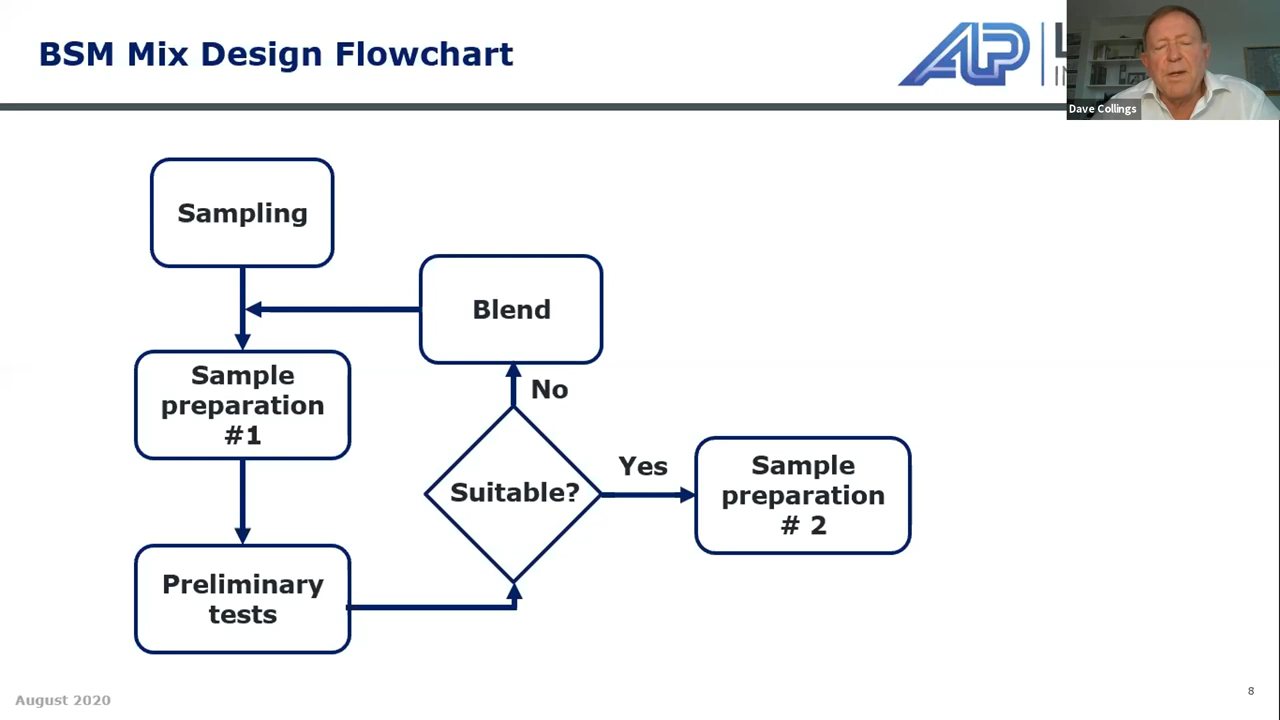 BSM Mix Design Flowchart
ALP
Dave Collings
Sampling
Blend
No
Sample
preparation
#1
Suitable?
Yes
Sample
preparation
# 2
Preliminary
tests
August 2020
8